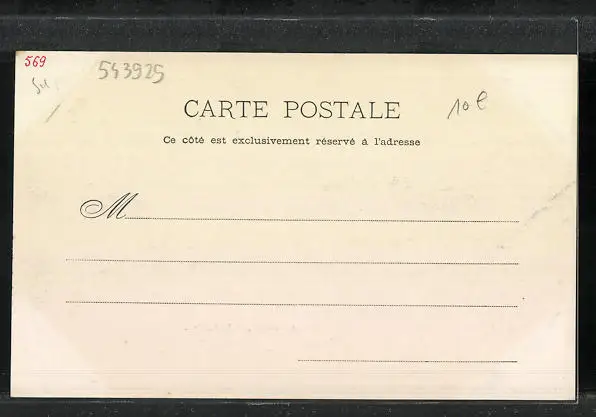 569
543925
10 €
CARTE POSTALE
Ce côté est exclusivement réservé à l'adresse
M